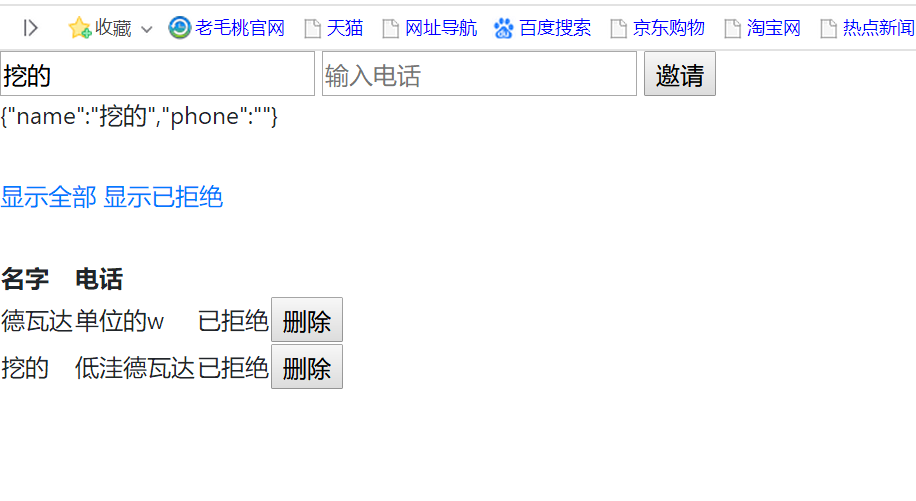 收藏 老毛桃官网 天猫 网址导航 百度搜索 京东购物 淘宝网 热点新闻
挖的 输入电话 邀请
{"name":"挖的","phone":""}
显示全部 显示已拒绝
名字 电话
德瓦达 单位的w 已拒绝 删除
挖的 低洼德瓦达 已拒绝 删除